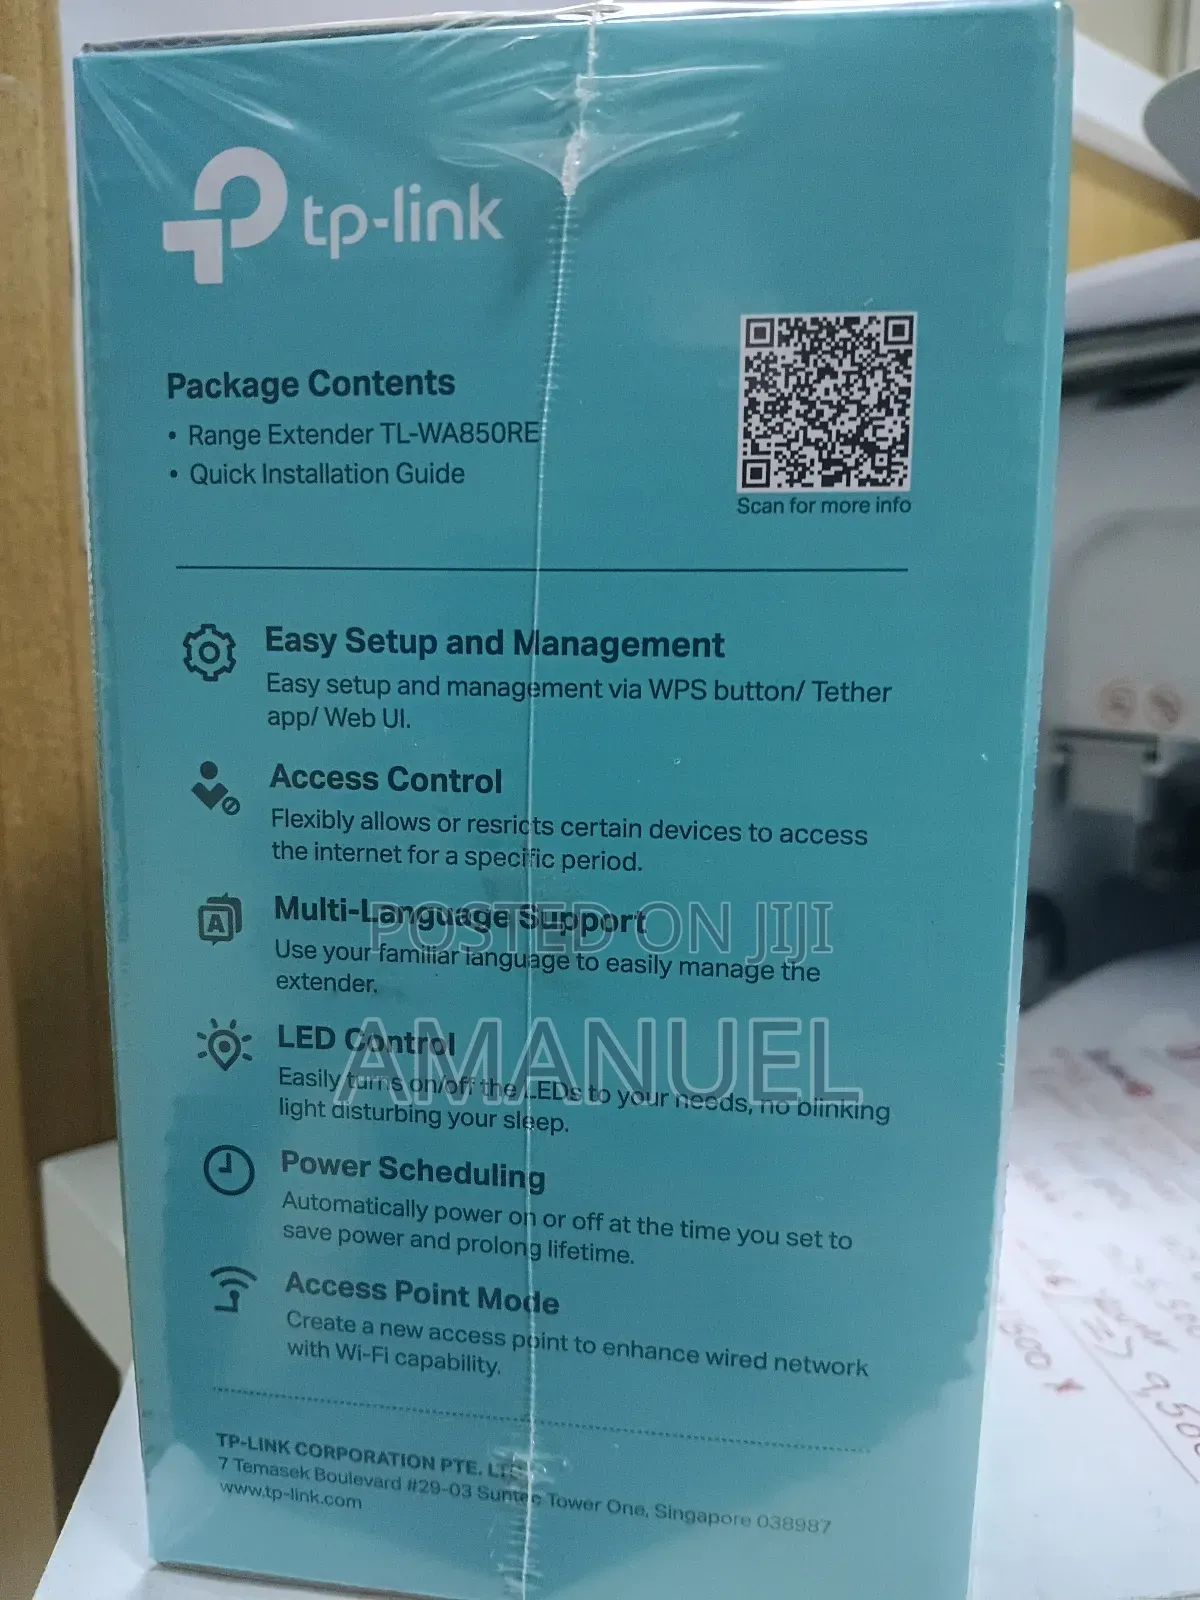 tp-link
Package Contents
• Range Extender TL-WA850RE
• Quick Installation Guide
Scan for more info
Easy Setup and Management
Easy setup and management via WPS button/ Tether
app/ Web UI.
Access Control
Flexibly allows or resricts certain devices to access
the internet for a specific period.
A
Multi-Language Support
Use your familiar language to easily manage the
extender.
POSTED ON JIJI
AMANUEL
LED Control
Easily turns on/off the LEDs to your needs, no blinking
light disturbing your sleep.
Power Scheduling
Automatically power on or off at the time you set to
save power and prolong lifetime.
Access Point Mode
Create a new access point to enhance wired network
with Wi-Fi capability.
TP-LINK CORPORATION PTE. LTD.
7 Temasek Boulevard #29-03 Suntec Tower One, Singapore 038987
www.tp-link.com